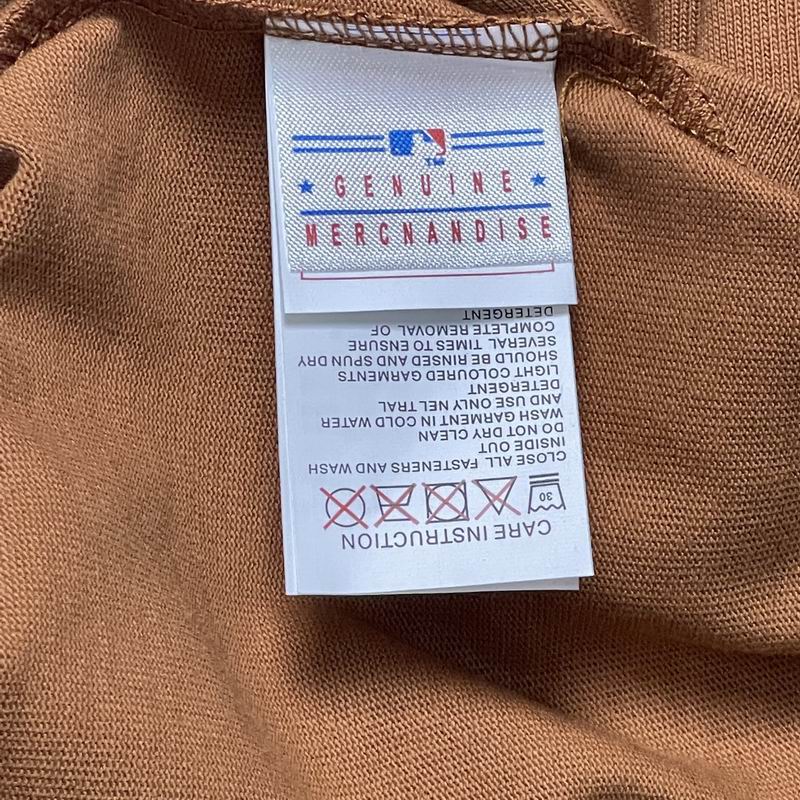 TM
GENUINE
MERCNANDISE
CARE INSTRUCTION
30
CLOSE ALL FASTENERS AND WASH
INSIDE OUT
DO NOT DRY CLEAN
WASH GARMENT IN COLD WATER
AND USE ONLY NELTRAL
DETERGENT
LIGHT COLOURED GARMENTS
SHOULD BE RINSED AND SPUN DRY
SEVERAL TIMES TO ENSURE
COMPLETE REMOVAL OF
DETERGENT